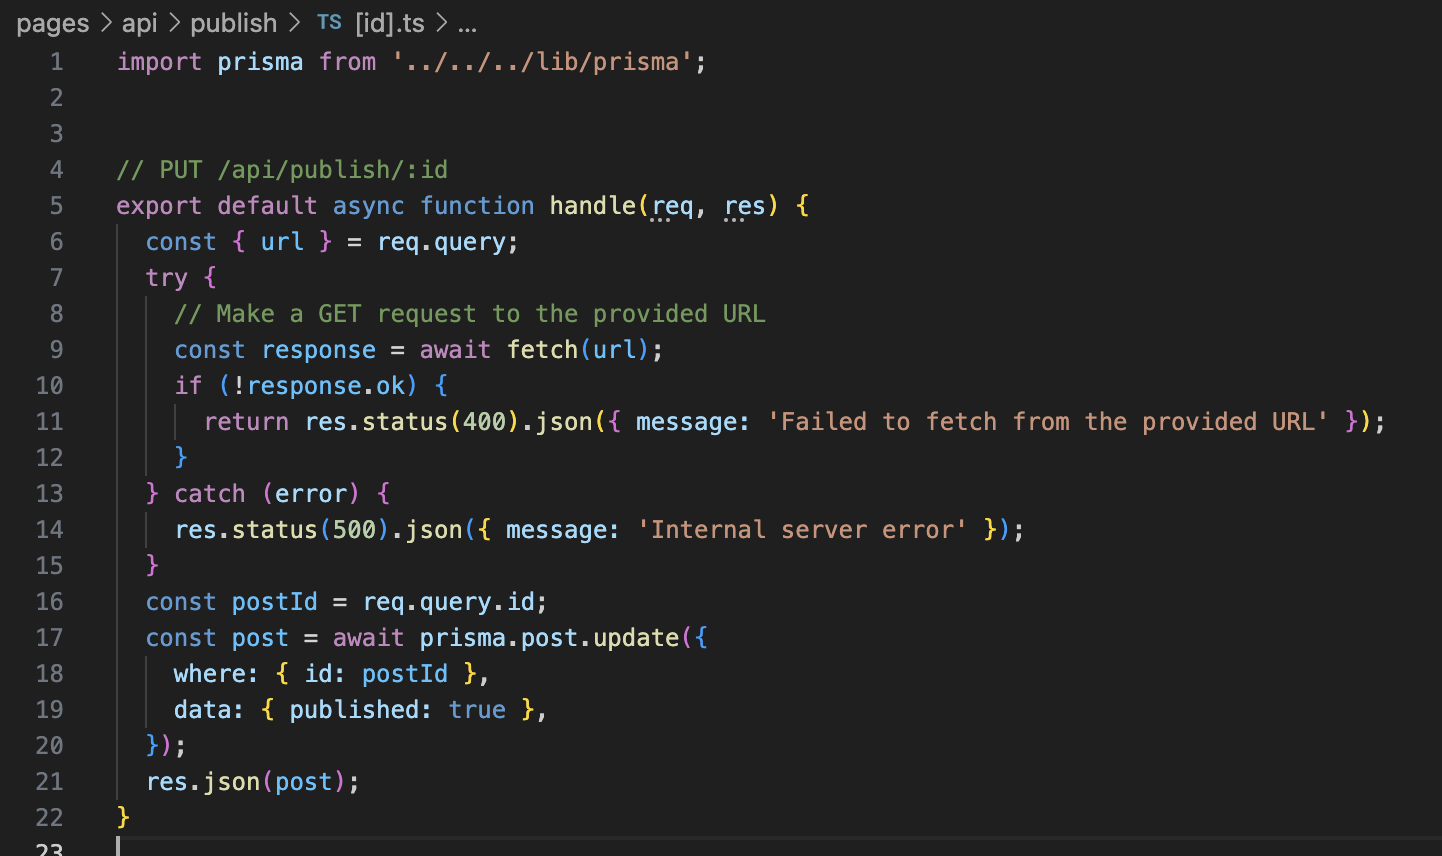 pages > api > publish > TS [id].ts > ...
1 import prisma from '../../../lib/prisma';
2
3
4 // PUT /api/publish/:id
5 export default async function handle(req, res) {
6   const { url } = req.query;
7   try {
8     // Make a GET request to the provided URL
9     const response = await fetch(url);
10     if (!response.ok) {
11       return res.status(400).json({ message: 'Failed to fetch from the provided URL' });
12     }
13   } catch (error) {
14     res.status(500).json({ message: 'Internal server error' });
15   }
16   const postId = req.query.id;
17   const post = await prisma.post.update({
18     where: { id: postId },
19     data: { published: true },
20   });
21   res.json(post);
22 }
23